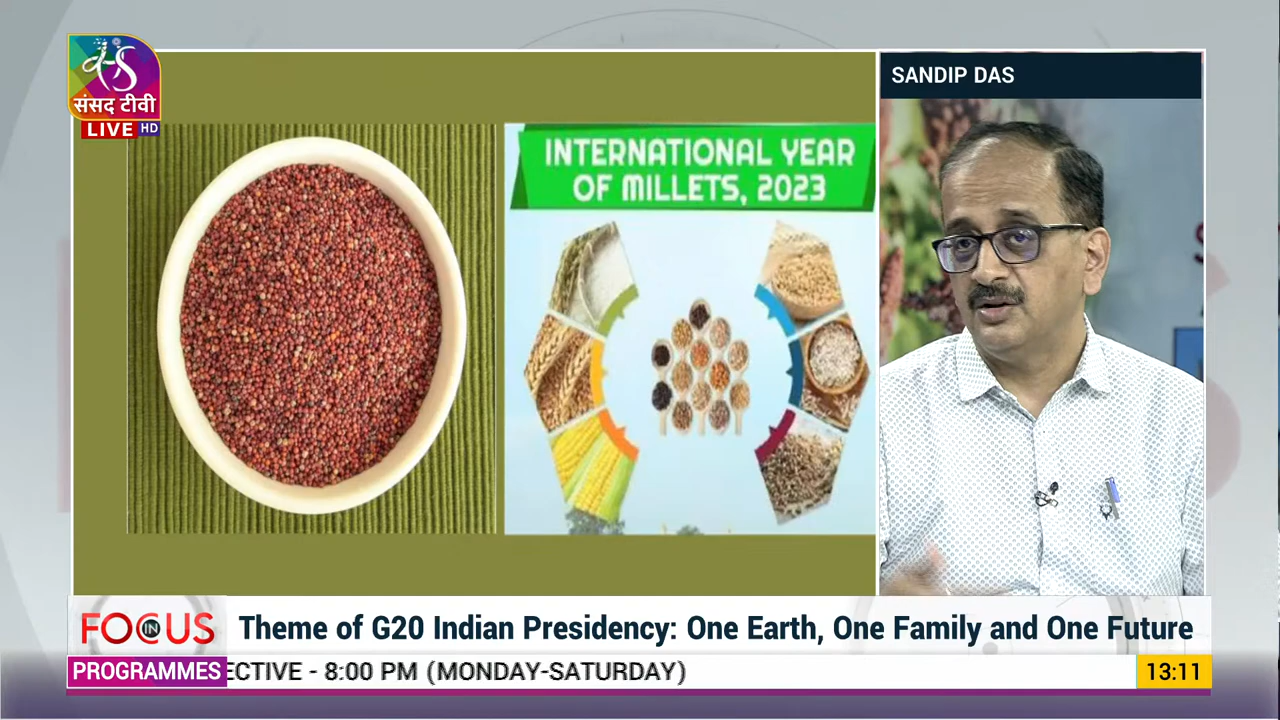 संसद टीवी
LIVE HD
SANDIP DAS
INTERNATIONAL YEAR
OF MILLETS, 2023
FOCUS
IN
Theme of G20 Indian Presidency: One Earth, One Family and One Future
PROGRAMMES
ECTIVE - 8:00 PM (MONDAY-SATURDAY)
13:11